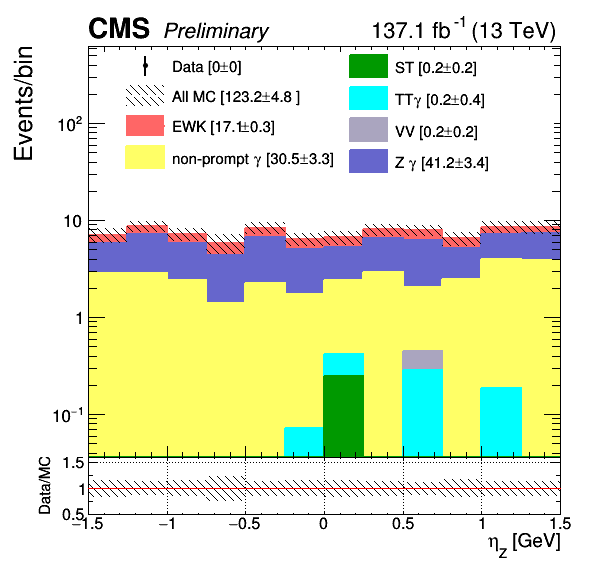 CMS Preliminary 137.1 fb⁻¹ (13 TeV)
Events/bin
Data [0±0]
All MC [123.2±4.8 ]
EWK [17.1±0.3]
non-prompt γ [30.5±3.3]
ST [0.2±0.2]
TTγ [0.2±0.4]
VV [0.2±0.2]
Z γ [41.2±3.4]
10²
10
1
10⁻¹
Data/MC
1.5
1
0.5
−1.5 −1 −0.5 0 0.5 1 1.5
η_Z [GeV]